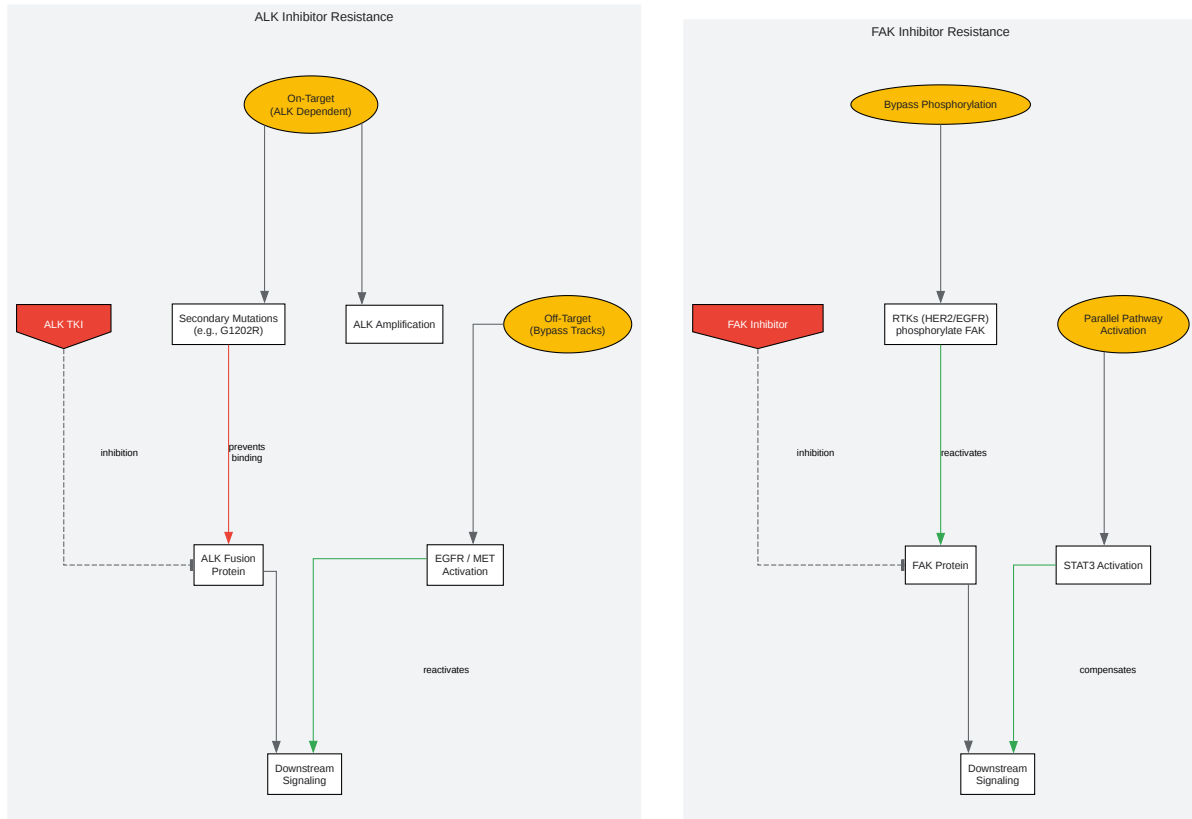 ALK Inhibitor Resistance
On-Target
(ALK Dependent)
ALK TKI
Secondary Mutations
(e.g., G1202R)
ALK Amplification
Off-Target
(Bypass Tracks)
inhibition
prevents
binding
ALK Fusion
Protein
EGFR / MET
Activation
reactivates
Downstream
Signaling
FAK Inhibitor Resistance
Bypass Phosphorylation
FAK Inhibitor
RTKs (HER2/EGFR)
phosphorylate FAK
Parallel Pathway
Activation
inhibition
reactivates
FAK Protein
STAT3 Activation
compensates
Downstream
Signaling